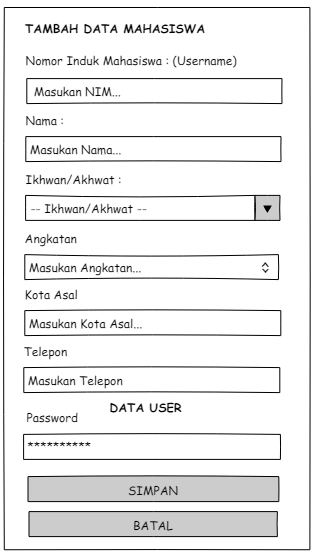 TAMBAH DATA MAHASISWA
Nomor Induk Mahasiswa : (Username)
Masukan NIM...
Nama :
Masukan Nama...
Ikhwan/Akhwat :
-- Ikhwan/Akhwat --
Angkatan
Masukan Angkatan...
Kota Asal
Masukan Kota Asal...
Telepon
Masukan Telepon
DATA USER
Password
**********
SIMPAN
BATAL